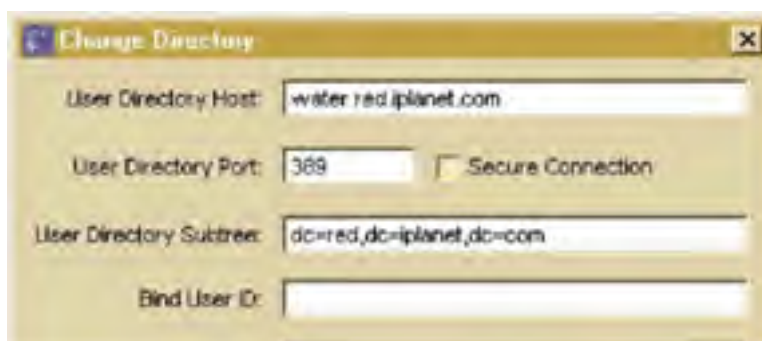 Change Directory
User Directory Host: water.red.iplanet.com
User Directory Port: 389 Secure Connection
User Directory Subtree: dc=red,dc=iplanet,dc=com
Bind User ID: